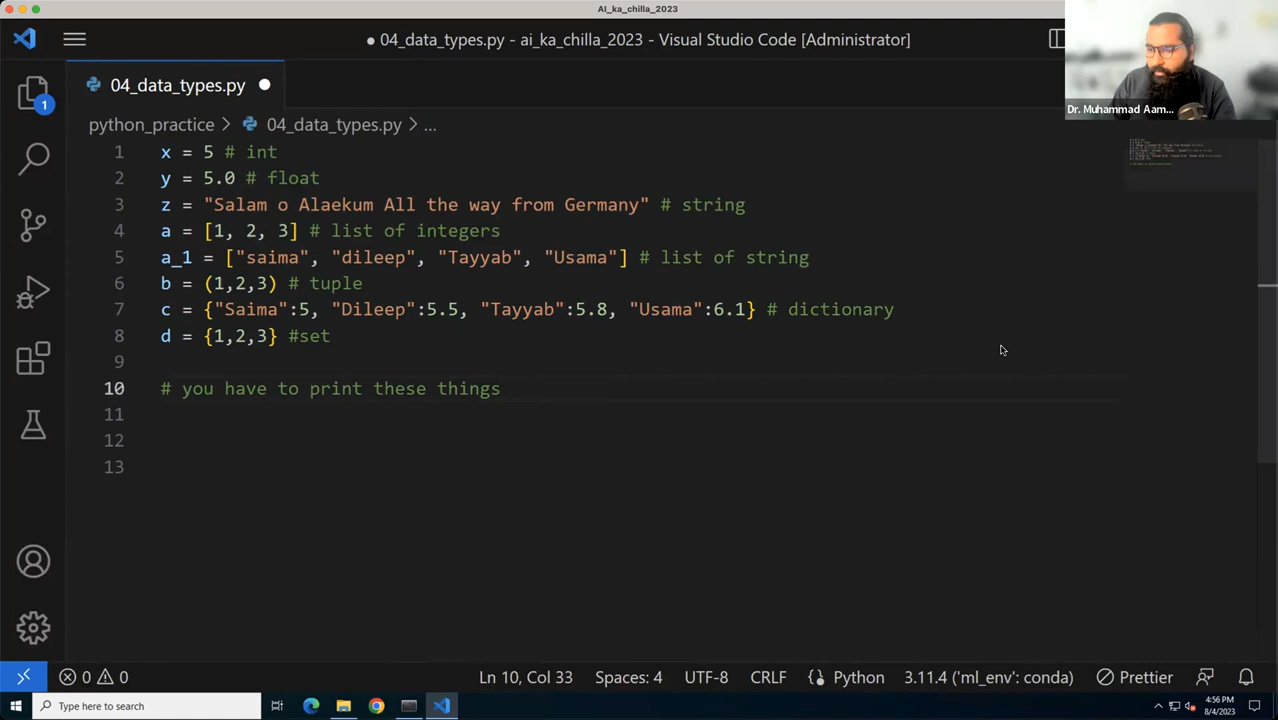 AI_ka_chilla_2023
● 04_data_types.py - ai_ka_chilla_2023 - Visual Studio Code [Administrator]
Dr. Muhammad Aam...
1
04_data_types.py
python_practice > 04_data_types.py > ...
1 x = 5 # int
2 y = 5.0 # float
3 z = "Salam o Alaekum All the way from Germany" # string
4 a = [1, 2, 3] # list of integers
5 a_1 = ["saima", "dileep", "Tayyab", "Usama"] # list of string
6 b = (1,2,3) # tuple
7 c = {"Saima":5, "Dileep":5.5, "Tayyab":5.8, "Usama":6.1} # dictionary
8 d = {1,2,3} #set
9
10 # you have to print these things
11
12
13
0 0 Ln 10, Col 33 Spaces: 4 UTF-8 CRLF Python 3.11.4 ('ml_env': conda) Prettier
Type here to search
4:56 PM
8/4/2023